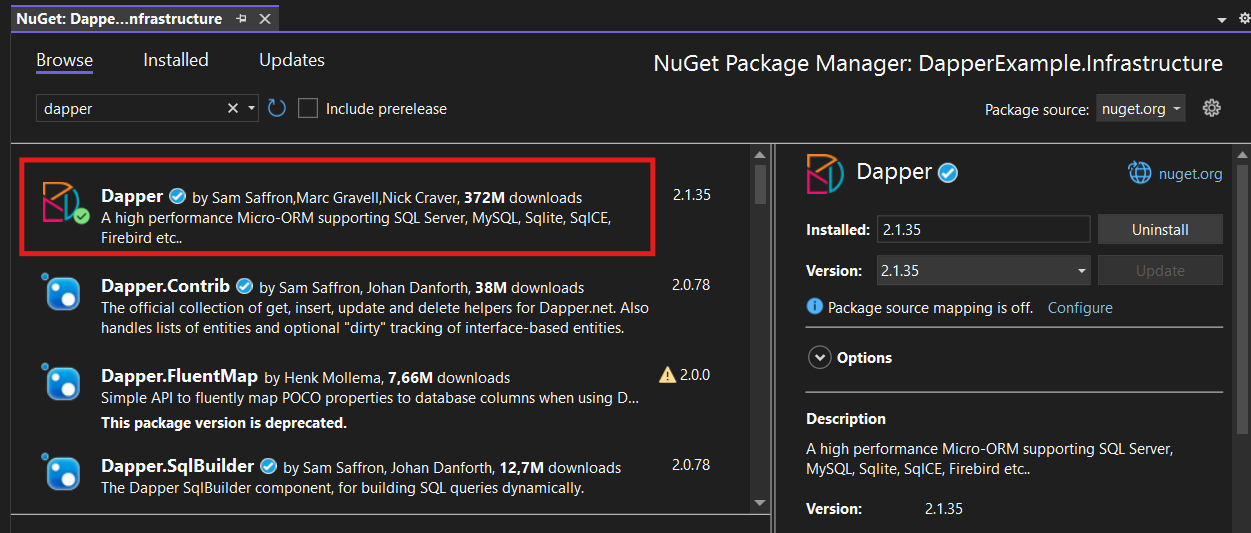 NuGet: Dappe...nfrastructure
Browse Installed Updates
NuGet Package Manager: DapperExample.Infrastructure
dapper
Include prerelease
Package source: nuget.org
Dapper by Sam Saffron,Marc Gravell,Nick Craver, 372M downloads 2.1.35
A high performance Micro-ORM supporting SQL Server, MySQL, Sqlite, SqlCE,
Firebird etc..
Dapper.Contrib by Sam Saffron, Johan Danforth, 38M downloads 2.0.78
The official collection of get, insert, update and delete helpers for Dapper.net. Also
handles lists of entities and optional "dirty" tracking of interface-based entities.
Dapper.FluentMap by Henk Mollema, 7,66M downloads 2.0.0
Simple API to fluently map POCO properties to database columns when using D...
This package version is deprecated.
Dapper.SqlBuilder by Sam Saffron, Johan Danforth, 12,7M downloads 2.0.78
The Dapper SqlBuilder component, for building SQL queries dynamically.
Dapper nuget.org
Installed: 2.1.35 Uninstall
Version: 2.1.35 Update
Package source mapping is off. Configure
Options
Description
A high performance Micro-ORM supporting SQL Server,
MySQL, Sqlite, SqlCE, Firebird etc..
Version: 2.1.35